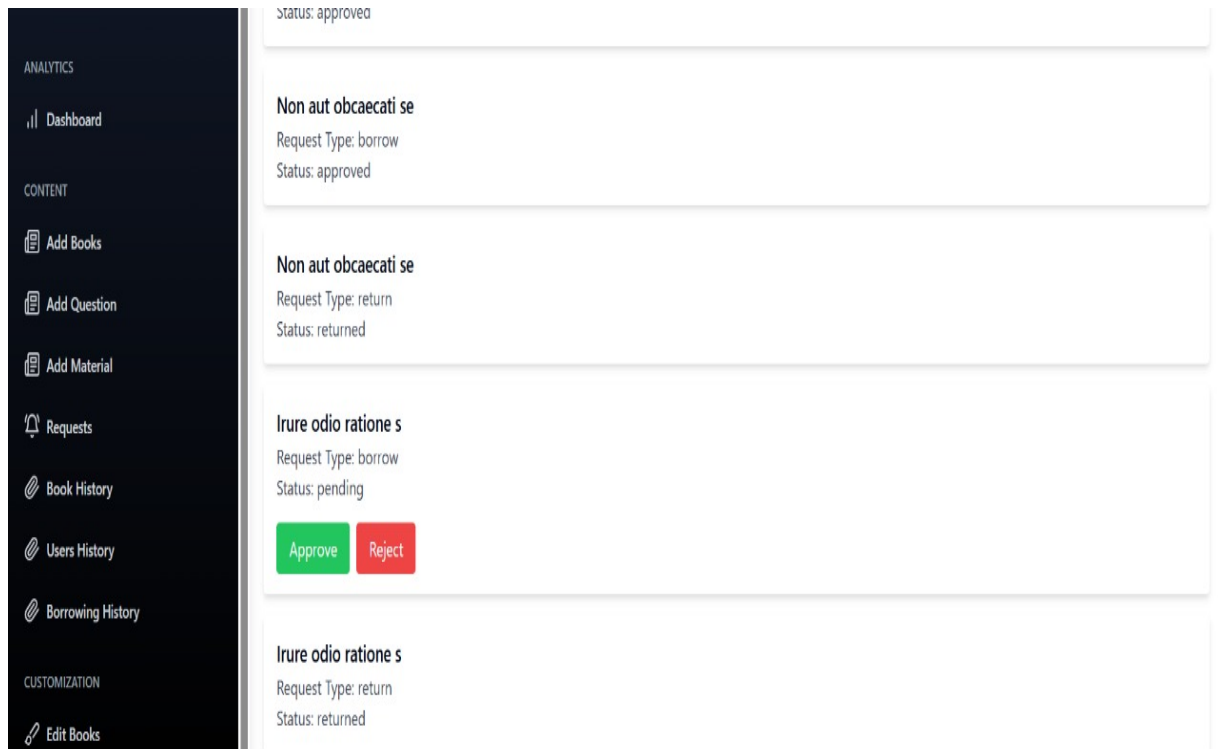 ANALYTICS
Dashboard
CONTENT
Add Books
Add Question
Add Material
Requests
Book History
Users History
Borrowing History
CUSTOMIZATION
Edit Books
Status: approved
Non aut obcaecati se
Request Type: borrow
Status: approved
Non aut obcaecati se
Request Type: return
Status: returned
Irure odio ratione s
Request Type: borrow
Status: pending
Approve Reject
Irure odio ratione s
Request Type: return
Status: returned